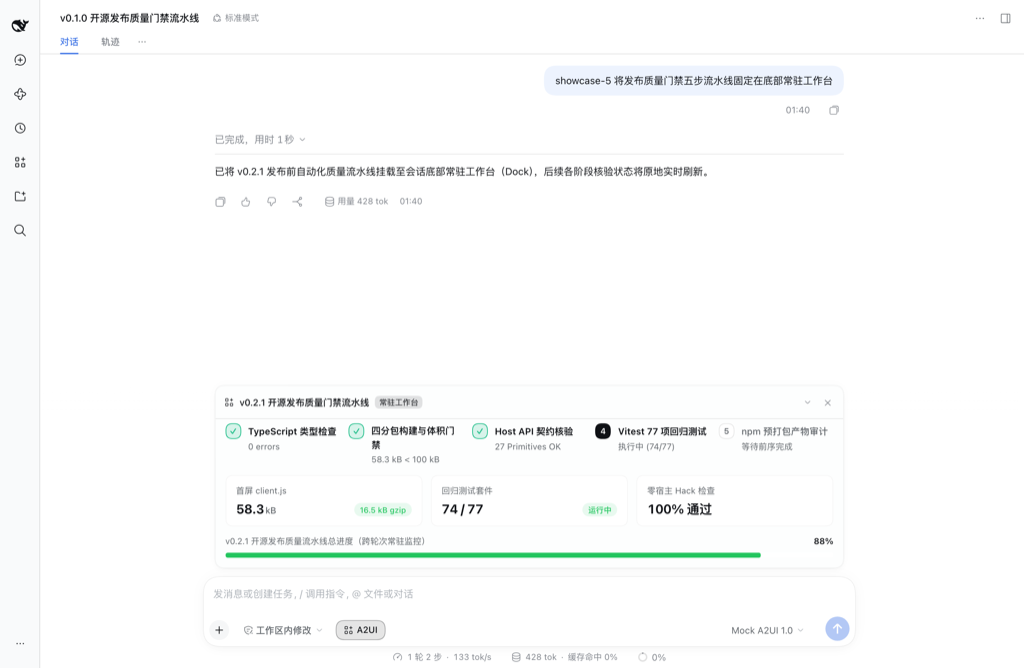 v0.1.0 开源发布质量门禁流水线 标准模式
对话 轨迹 ...
showcase-5 将发布质量门禁五步流水线固定在底部常驻工作台
01:40
已完成，用时 1 秒
已将 v0.2.1 发布前自动化质量流水线挂载至会话底部常驻工作台（Dock），后续各阶段核验状态将原地实时刷新。
用量 428 tok 01:40
v0.2.1 开源发布质量门禁流水线 常驻工作台
TypeScript 类型检查
0 errors
四分包构建与体积门
禁
58.3 kB < 100 kB
Host API 契约核验
27 Primitives OK
4 Vitest 77 项回归测试
执行中 (74/77)
5 npm 预打包产物审计
等待前序完成
首屏 client.js
58.3 kB 16.5 kB gzip
回归测试套件
74 / 77 运行中
零宿主 Hack 检查
100% 通过
v0.2.1 开源发布质量流水线总进度（跨轮次常驻监控） 88%
发消息或创建任务, / 调用指令, @ 文件或对话
工作区内修改 A2UI Mock A2UI 1.0
1 轮 2 步 · 133 tok/s 428 tok · 缓存命中 0% 0%